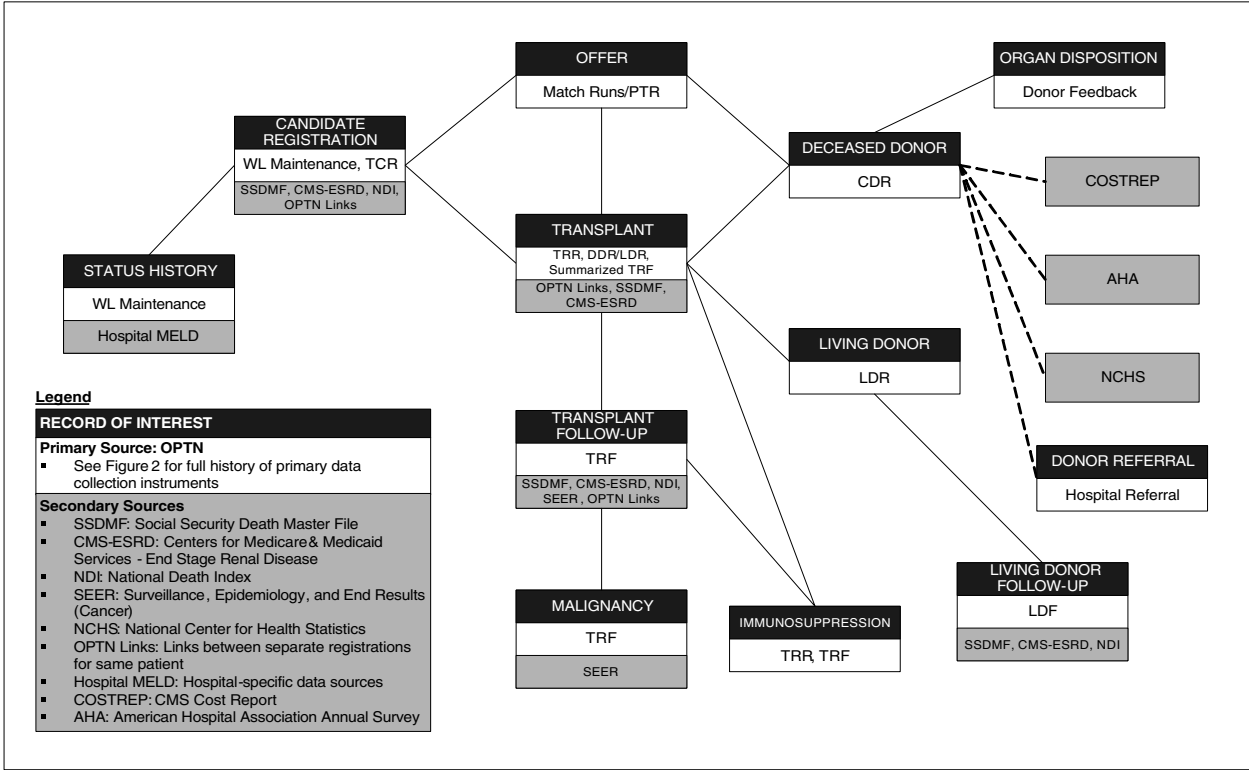 OFFER
Match Runs/PTR
ORGAN DISPOSITION
Donor Feedback
CANDIDATE
REGISTRATION
WL Maintenance, TCR
SSDMF, CMS-ESRD, NDI,
OPTN Links
DECEASED DONOR
CDR
COSTREP
STATUS HISTORY
WL Maintenance
Hospital MELD
TRANSPLANT
TRR, DDR/LDR,
Summarized TRF
OPTN Links, SSDMF,
CMS-ESRD
AHA
LIVING DONOR
LDR
NCHS
TRANSPLANT
FOLLOW-UP
TRF
SSDMF, CMS-ESRD, NDI,
SEER, OPTN Links
DONOR REFERRAL
Hospital Referral
MALIGNANCY
TRF
SEER
IMMUNOSUPPRESSION
TRR, TRF
LIVING DONOR
FOLLOW-UP
LDF
SSDMF, CMS-ESRD, NDI
Legend
RECORD OF INTEREST
Primary Source: OPTN
▪ See Figure 2 for full history of primary data
collection instruments
Secondary Sources
▪ SSDMF: Social Security Death Master File
▪ CMS-ESRD: Centers for Medicare & Medicaid
Services - End Stage Renal Disease
▪ NDI: National Death Index
▪ SEER: Surveillance, Epidemiology, and End Results
(Cancer)
▪ NCHS: National Center for Health Statistics
▪ OPTN Links: Links between separate registrations
for same patient
▪ Hospital MELD: Hospital-specific data sources
▪ COSTREP: CMS Cost Report
▪ AHA: American Hospital Association Annual Survey